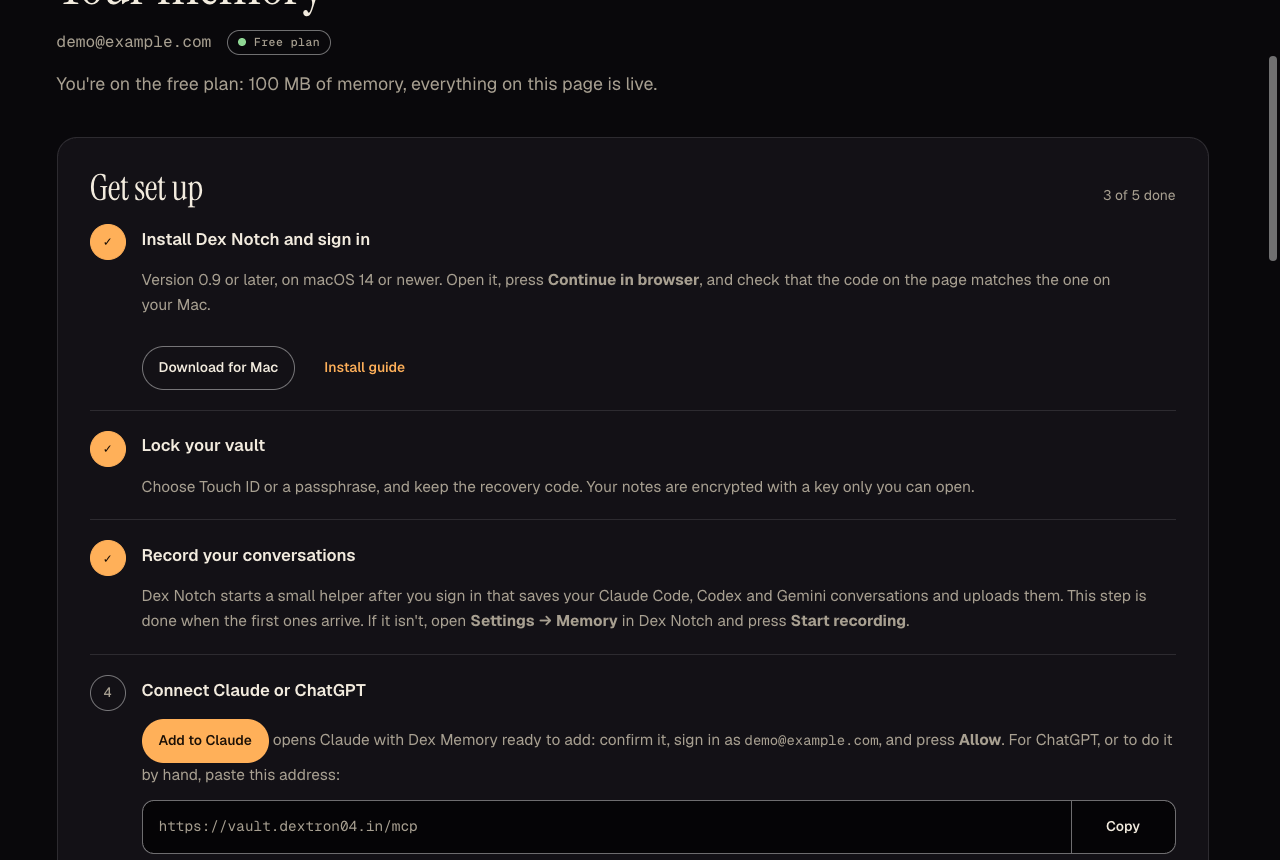 Your memory
demo@example.com
Free plan
You're on the free plan: 100 MB of memory, everything on this page is live.
Get set up
3 of 5 done
✓
Install Dex Notch and sign in
Version 0.9 or later, on macOS 14 or newer. Open it, press Continue in browser, and check that the code on the page matches the one on
your Mac.
Download for Mac
Install guide
✓
Lock your vault
Choose Touch ID or a passphrase, and keep the recovery code. Your notes are encrypted with a key only you can open.
✓
Record your conversations
Dex Notch starts a small helper after you sign in that saves your Claude Code, Codex and Gemini conversations and uploads them. This step is
done when the first ones arrive. If it isn't, open Settings → Memory in Dex Notch and press Start recording.
4
Connect Claude or ChatGPT
Add to Claude opens Claude with Dex Memory ready to add: confirm it, sign in as demo@example.com, and press Allow. For ChatGPT, or to do it
by hand, paste this address:
https://vault.dextron04.in/mcp
Copy